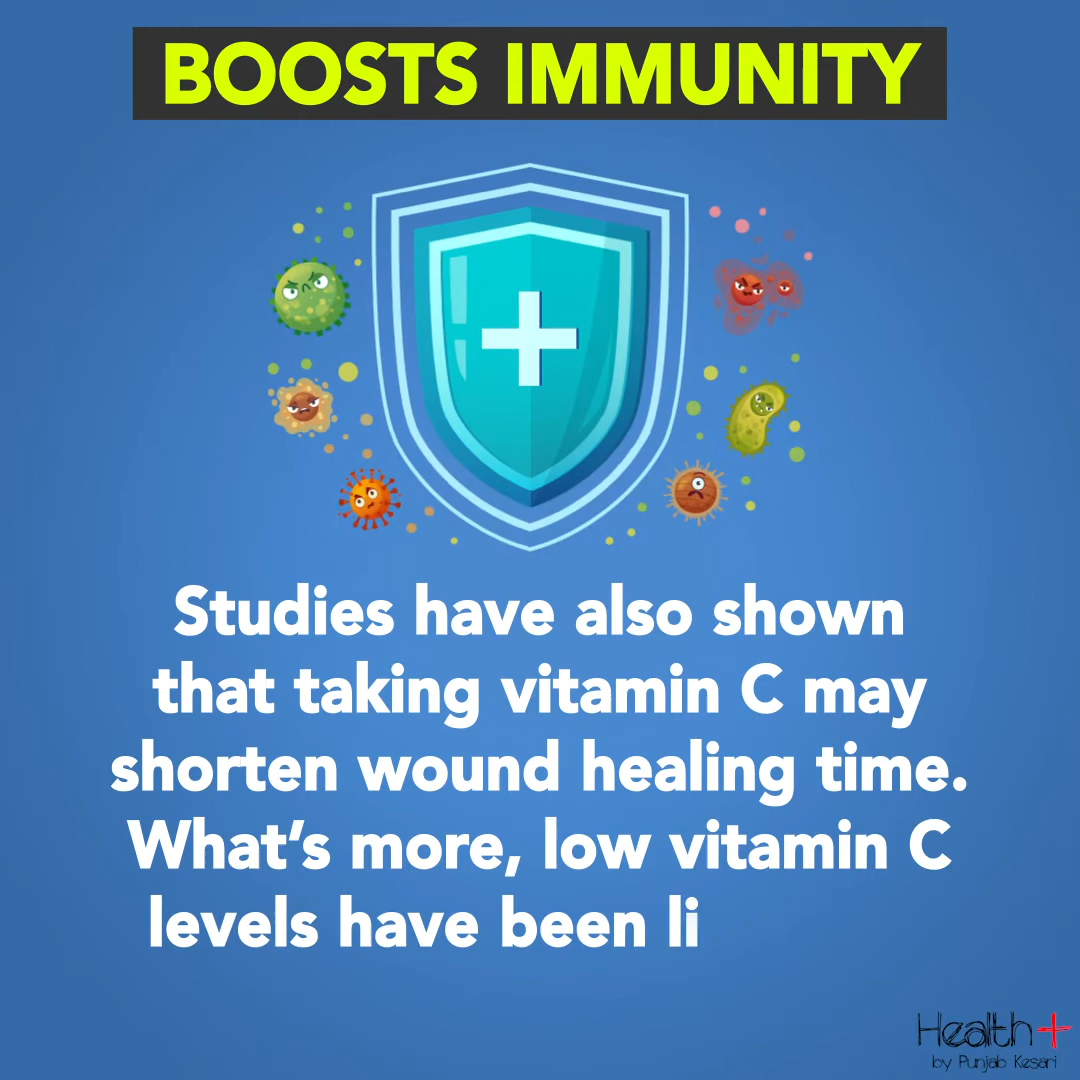 BOOSTS IMMUNITY
Studies have also shown
that taking vitamin C may
shorten wound healing time.
What's more, low vitamin C
levels have been li
Health+
by Punjab Kesari